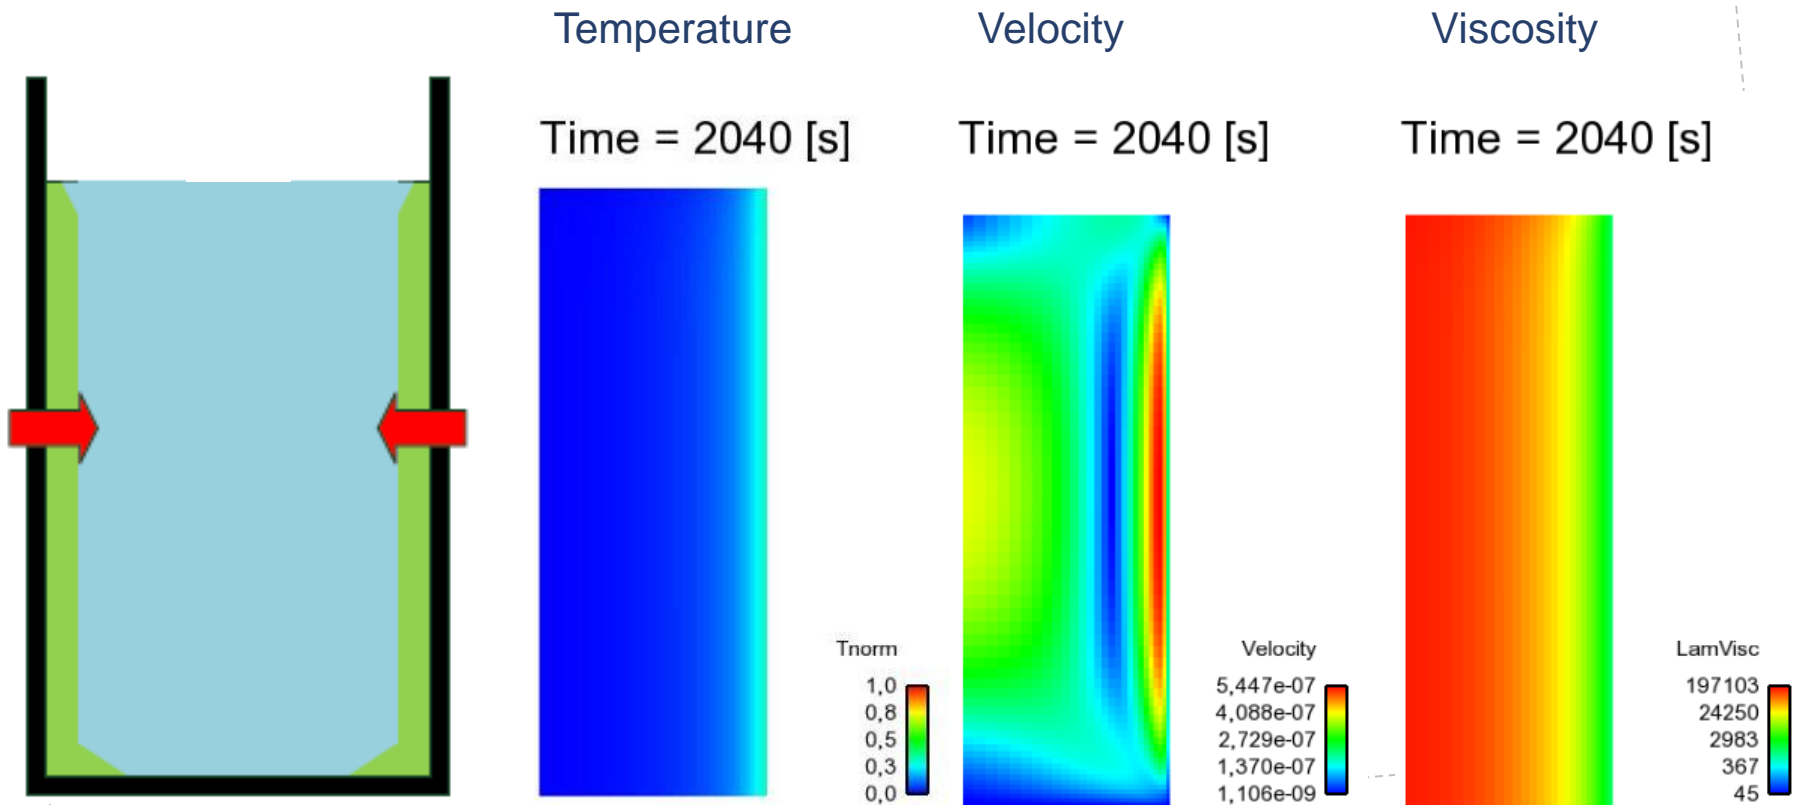 Temperature
Velocity
Viscosity
Time = 2040 [s]
Time = 2040 [s]
Time = 2040 [s]
Tnorm
1,0
0,8
0,5
0,3
0,0
Velocity
5,447e-07
4,088e-07
2,729e-07
1,370e-07
1,106e-09
LamVisc
197103
24250
2983
367
45